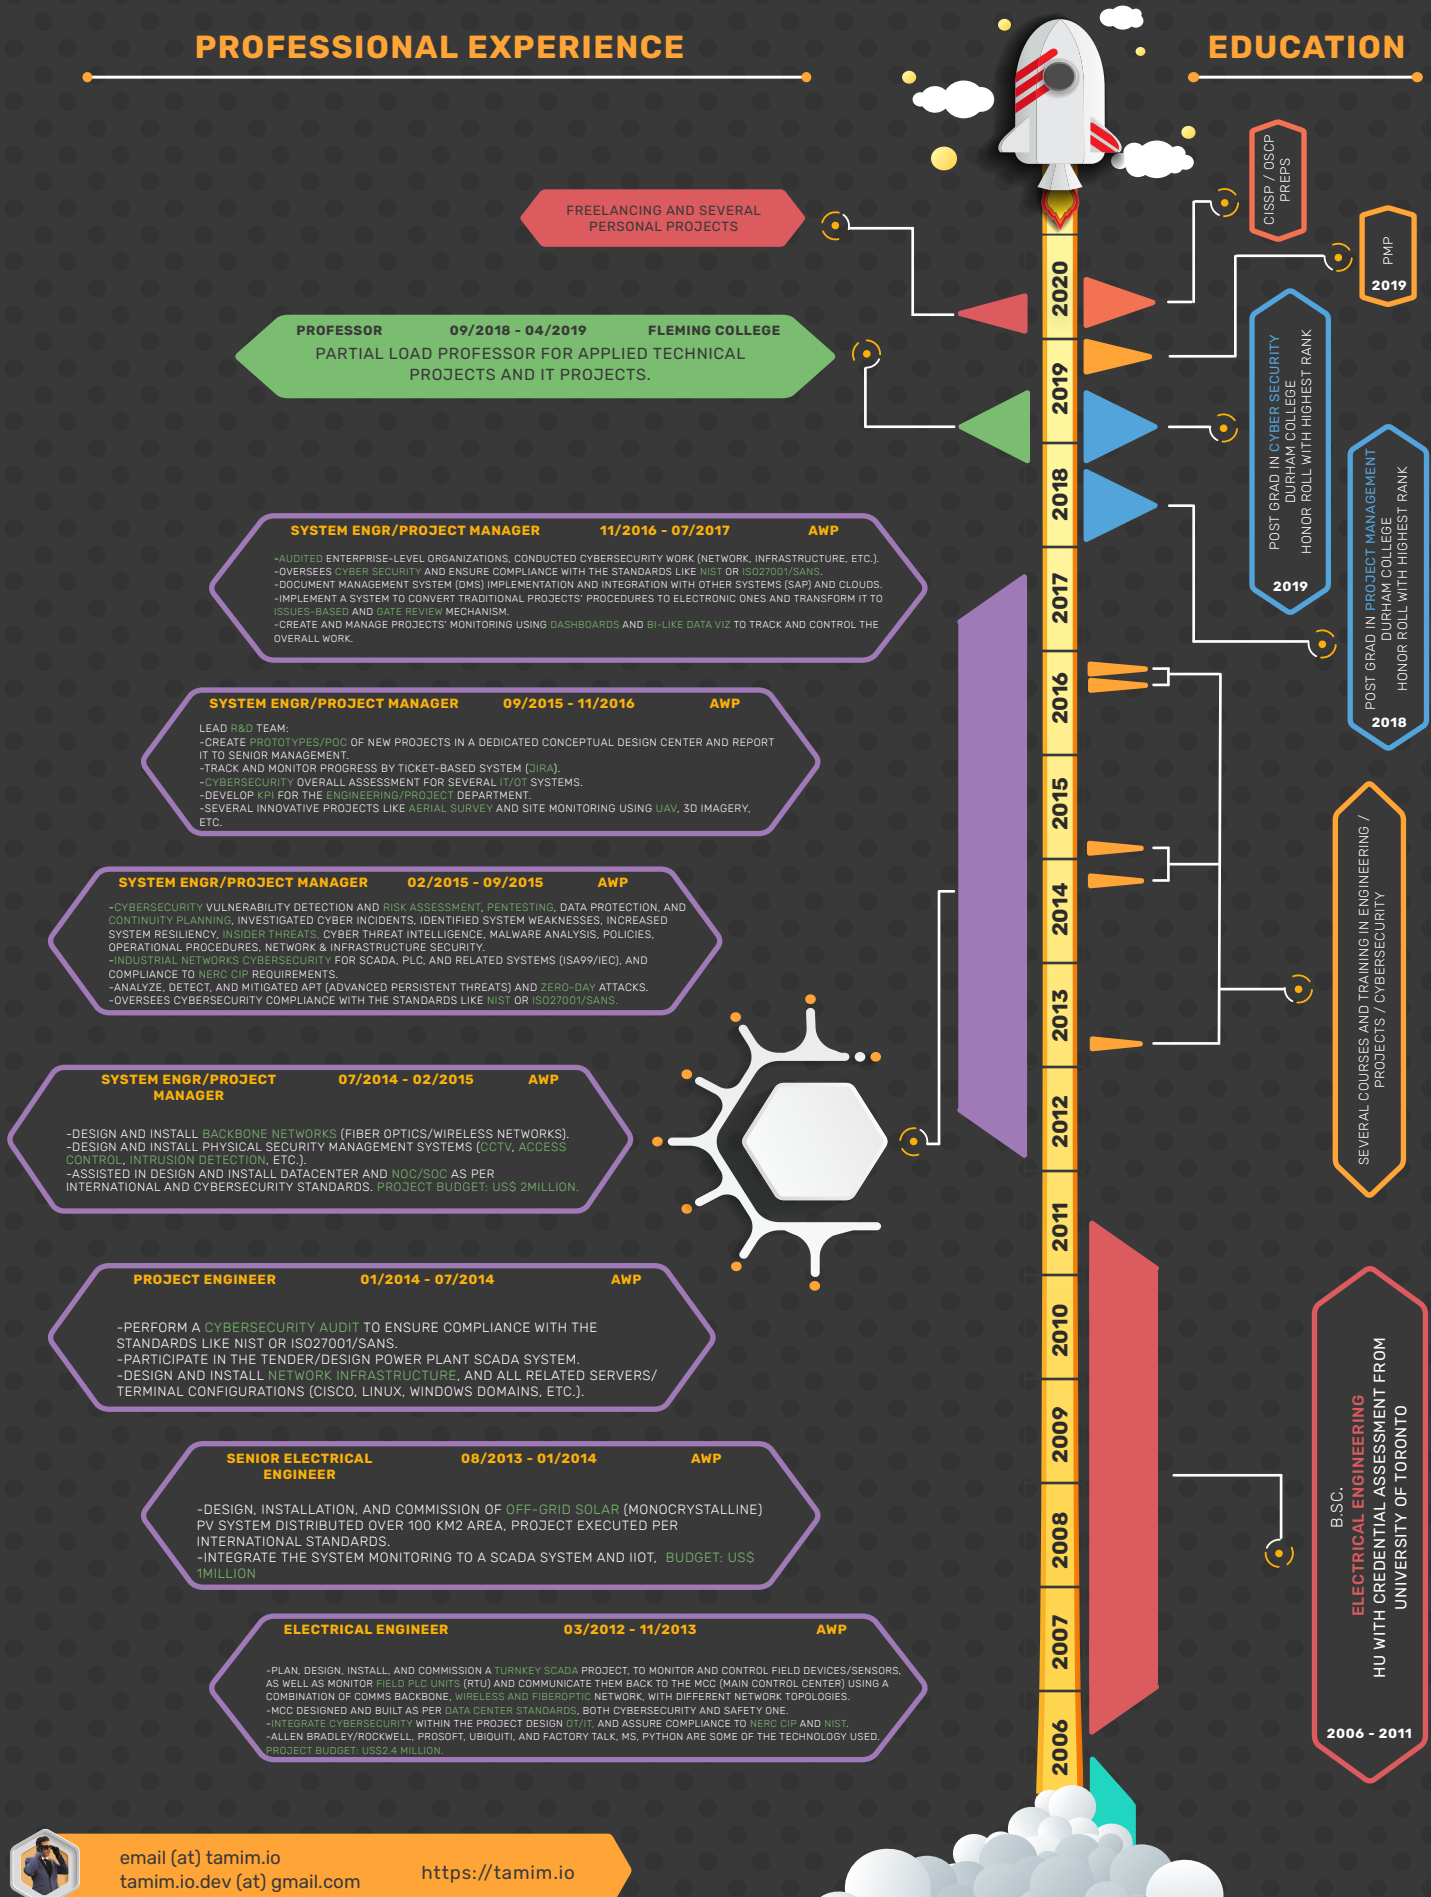 PROFESSIONAL EXPERIENCE
EDUCATION
FREELANCING AND SEVERAL
PERSONAL PROJECTS
PROFESSOR 09/2018 - 04/2019 FLEMING COLLEGE
PARTIAL LOAD PROFESSOR FOR APPLIED TECHNICAL
PROJECTS AND IT PROJECTS.
SYSTEM ENGR/PROJECT MANAGER 11/2016 - 07/2017 AWP
-AUDITED ENTERPRISE-LEVEL ORGANIZATIONS, CONDUCTED CYBERSECURITY WORK (NETWORK, INFRASTRUCTURE, ETC.).
-OVERSEES CYBER SECURITY AND ENSURE COMPLIANCE WITH THE STANDARDS LIKE NIST OR ISO27001/SANS.
-DOCUMENT MANAGEMENT SYSTEM (DMS) IMPLEMENTATION AND INTEGRATION WITH OTHER SYSTEMS (SAP) AND CLOUDS.
-IMPLEMENT A SYSTEM TO CONVERT TRADITIONAL PROJECTS' PROCEDURES TO ELECTRONIC ONES AND TRANSFORM IT TO
ISSUES-BASED AND GATE REVIEW MECHANISM.
-CREATE AND MANAGE PROJECTS' MONITORING USING DASHBOARDS AND BI-LIKE DATA VIZ TO TRACK AND CONTROL THE
OVERALL WORK.
SYSTEM ENGR/PROJECT MANAGER 09/2015 - 11/2016 AWP
LEAD R&D TEAM:
-CREATE PROTOTYPES/POC OF NEW PROJECTS IN A DEDICATED CONCEPTUAL DESIGN CENTER AND REPORT
IT TO SENIOR MANAGEMENT.
-TRACK AND MONITOR PROGRESS BY TICKET-BASED SYSTEM (JIRA).
-CYBERSECURITY OVERALL ASSESSMENT FOR SEVERAL IT/OT SYSTEMS.
-DEVELOP KPI FOR THE ENGINEERING/PROJECT DEPARTMENT.
-SEVERAL INNOVATIVE PROJECTS LIKE AERIAL SURVEY AND SITE MONITORING USING UAV, 3D IMAGERY,
ETC.
SYSTEM ENGR/PROJECT MANAGER 02/2015 - 09/2015 AWP
-CYBERSECURITY VULNERABILITY DETECTION AND RISK ASSESSMENT, PENTESTING, DATA PROTECTION, AND
CONTINUITY PLANNING, INVESTIGATED CYBER INCIDENTS, IDENTIFIED SYSTEM WEAKNESSES, INCREASED
SYSTEM RESILIENCY, INSIDER THREATS, CYBER THREAT INTELLIGENCE, MALWARE ANALYSIS, POLICIES,
OPERATIONAL PROCEDURES, NETWORK & INFRASTRUCTURE SECURITY.
-INDUSTRIAL NETWORKS CYBERSECURITY FOR SCADA, PLC, AND RELATED SYSTEMS (ISA99/IEC), AND
COMPLIANCE TO NERC CIP REQUIREMENTS.
-ANALYZE, DETECT, AND MITIGATED APT (ADVANCED PERSISTENT THREATS) AND ZERO-DAY ATTACKS.
-OVERSEES CYBERSECURITY COMPLIANCE WITH THE STANDARDS LIKE NIST OR ISO27001/SANS.
SYSTEM ENGR/PROJECT 07/2014 - 02/2015 AWP
MANAGER
-DESIGN AND INSTALL BACKBONE NETWORKS (FIBER OPTICS/WIRELESS NETWORKS).
-DESIGN AND INSTALL PHYSICAL SECURITY MANAGEMENT SYSTEMS (CCTV, ACCESS
CONTROL, INTRUSION DETECTION, ETC.).
-ASSISTED IN DESIGN AND INSTALL DATACENTER AND NOC/SOC AS PER
INTERNATIONAL AND CYBERSECURITY STANDARDS. PROJECT BUDGET: US$ 2MILLION.
PROJECT ENGINEER 01/2014 - 07/2014 AWP
-PERFORM A CYBERSECURITY AUDIT TO ENSURE COMPLIANCE WITH THE
STANDARDS LIKE NIST OR ISO27001/SANS.
-PARTICIPATE IN THE TENDER/DESIGN POWER PLANT SCADA SYSTEM.
-DESIGN AND INSTALL NETWORK INFRASTRUCTURE, AND ALL RELATED SERVERS/
TERMINAL CONFIGURATIONS (CISCO, LINUX, WINDOWS DOMAINS, ETC.).
SENIOR ELECTRICAL 08/2013 - 01/2014 AWP
ENGINEER
-DESIGN, INSTALLATION, AND COMMISSION OF OFF-GRID SOLAR (MONOCRYSTALLINE)
PV SYSTEM DISTRIBUTED OVER 100 KM2 AREA, PROJECT EXECUTED PER
INTERNATIONAL STANDARDS.
-INTEGRATE THE SYSTEM MONITORING TO A SCADA SYSTEM AND IIOT, BUDGET: US$
1MILLION
ELECTRICAL ENGINEER 03/2012 - 11/2013 AWP
-PLAN, DESIGN, INSTALL, AND COMMISSION A TURNKEY SCADA PROJECT, TO MONITOR AND CONTROL FIELD DEVICES/SENSORS,
AS WELL AS MONITOR FIELD PLC UNITS (RTU) AND COMMUNICATE THEM BACK TO THE MCC (MAIN CONTROL CENTER) USING A
COMBINATION OF COMMS BACKBONE, WIRELESS AND FIBEROPTIC NETWORK, WITH DIFFERENT NETWORK TOPOLOGIES.
-MCC DESIGNED AND BUILT AS PER DATA CENTER STANDARDS, BOTH CYBERSECURITY AND SAFETY ONE.
-INTEGRATE CYBERSECURITY WITHIN THE PROJECT DESIGN OT/IT, AND ASSURE COMPLIANCE TO NERC CIP AND NIST.
-ALLEN BRADLEY/ROCKWELL, PROSOFT, UBIQUITI, AND FACTORY TALK, MS, PYTHON ARE SOME OF THE TECHNOLOGY USED.
PROJECT BUDGET: US$2.4 MILLION.
2020
2019
2018
2017
2016
2015
2014
2013
2012
2011
2010
2009
2008
2007
2006
CISSP / OSCP
PREPS
PMP
2019
POST GRAD IN CYBER SECURITY
DURHAM COLLEGE
HONOR ROLL WITH HIGHEST RANK
2019
POST GRAD IN PROJECT MANAGEMENT
DURHAM COLLEGE
HONOR ROLL WITH HIGHEST RANK
2018
SEVERAL COURSES AND TRAINING IN ENGINEERING /
PROJECTS / CYBERSECURITY
B.SC.
ELECTRICAL ENGINEERING
HU WITH CREDENTIAL ASSESSMENT FROM
UNIVERSITY OF TORONTO
2006 - 2011
email (at) tamim.io
tamim.io.dev (at) gmail.com
https://tamim.io